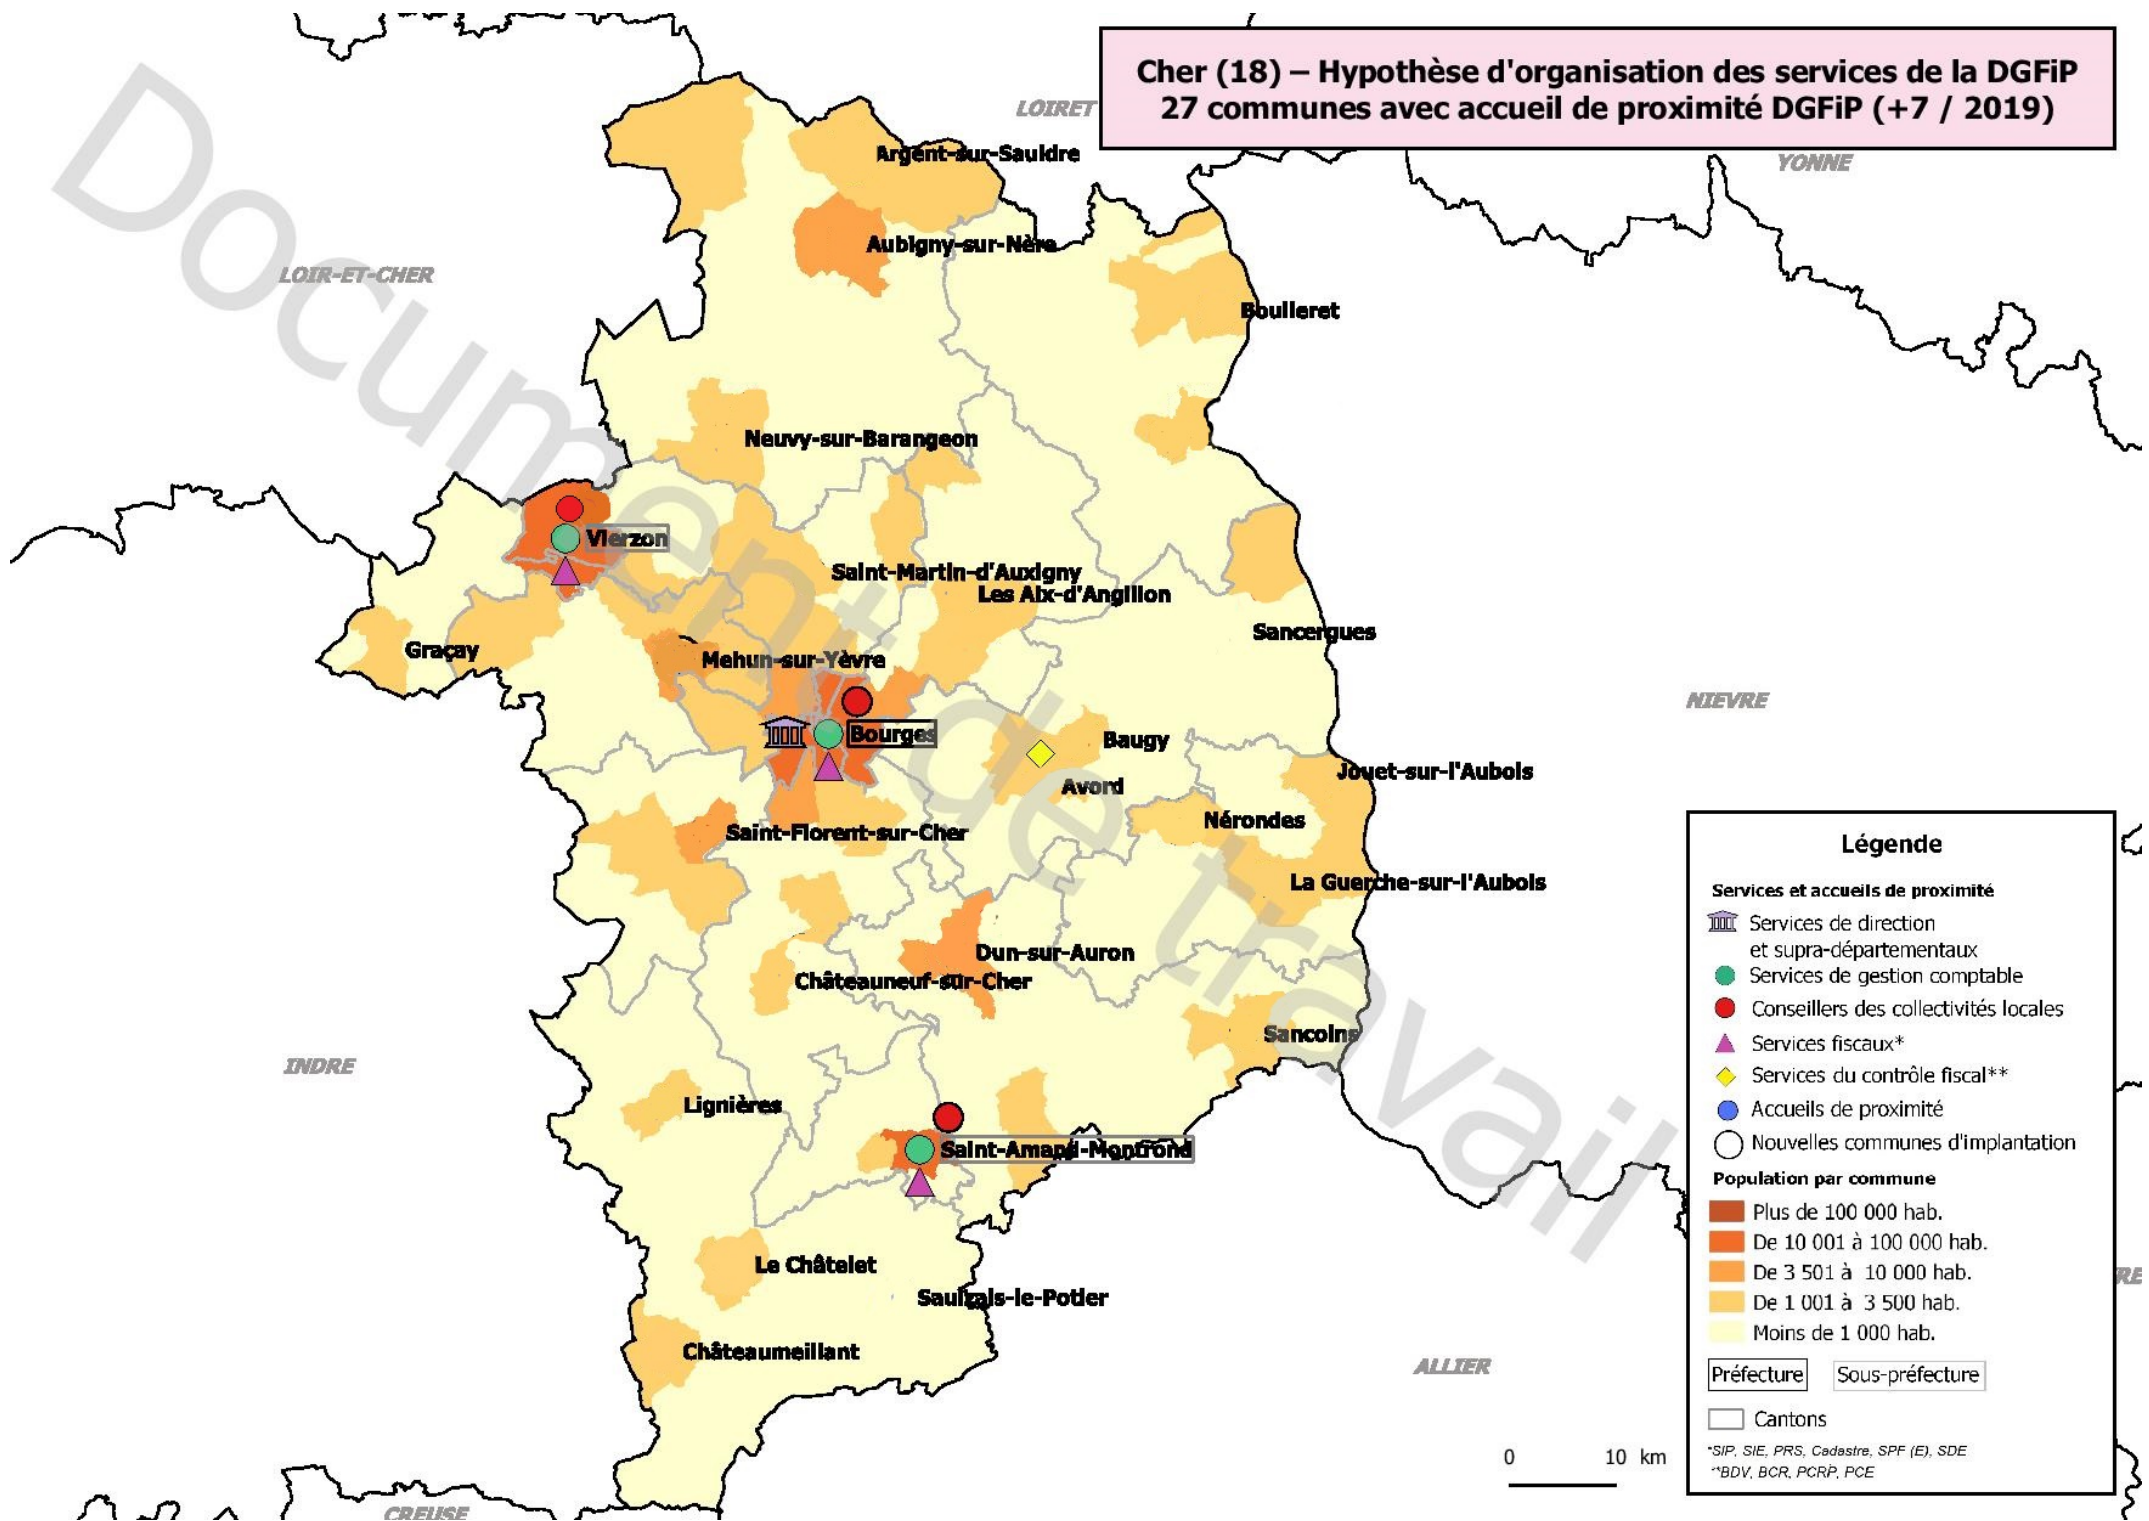 Cher (18) – Hypothèse d'organisation des services de la DGFiP
27 communes avec accueil de proximité DGFiP (+7 / 2019)
LOIRET
YONNE
Argent-sur-Sauldre
Aubigny-sur-Nère
LOIR-ET-CHER
Boulleret
Neuvy-sur-Barangeon
Vierzon
Saint-Martin-d'Auxigny
Les Aix-d'Angillon
Sancergues
Graçay
Mehun-sur-Yèvre
NIEVRE
Bourges
Baugy
Jouet-sur-l'Aubois
Avord
Nérondes
Saint-Florent-sur-Cher
La Guerche-sur-l'Aubois
Dun-sur-Auron
Châteauneuf-sur-Cher
Sancoins
INDRE
Lignières
Saint-Amand-Montrond
Le Châtelet
Saulzais-le-Potier
Châteaumeillant
ALLIER
CREUSE
RE
Document de travail
0 10 km
Légende
Services et accueils de proximité
Services de direction
et supra-départementaux
Services de gestion comptable
Conseillers des collectivités locales
Services fiscaux*
Services du contrôle fiscal**
Accueils de proximité
Nouvelles communes d'implantation
Population par commune
Plus de 100 000 hab.
De 10 001 à 100 000 hab.
De 3 501 à 10 000 hab.
De 1 001 à 3 500 hab.
Moins de 1 000 hab.
Préfecture Sous-préfecture
Cantons
*SIP, SIE, PRS, Cadastre, SPF (E), SDE
**BDV, BCR, PCRP, PCE